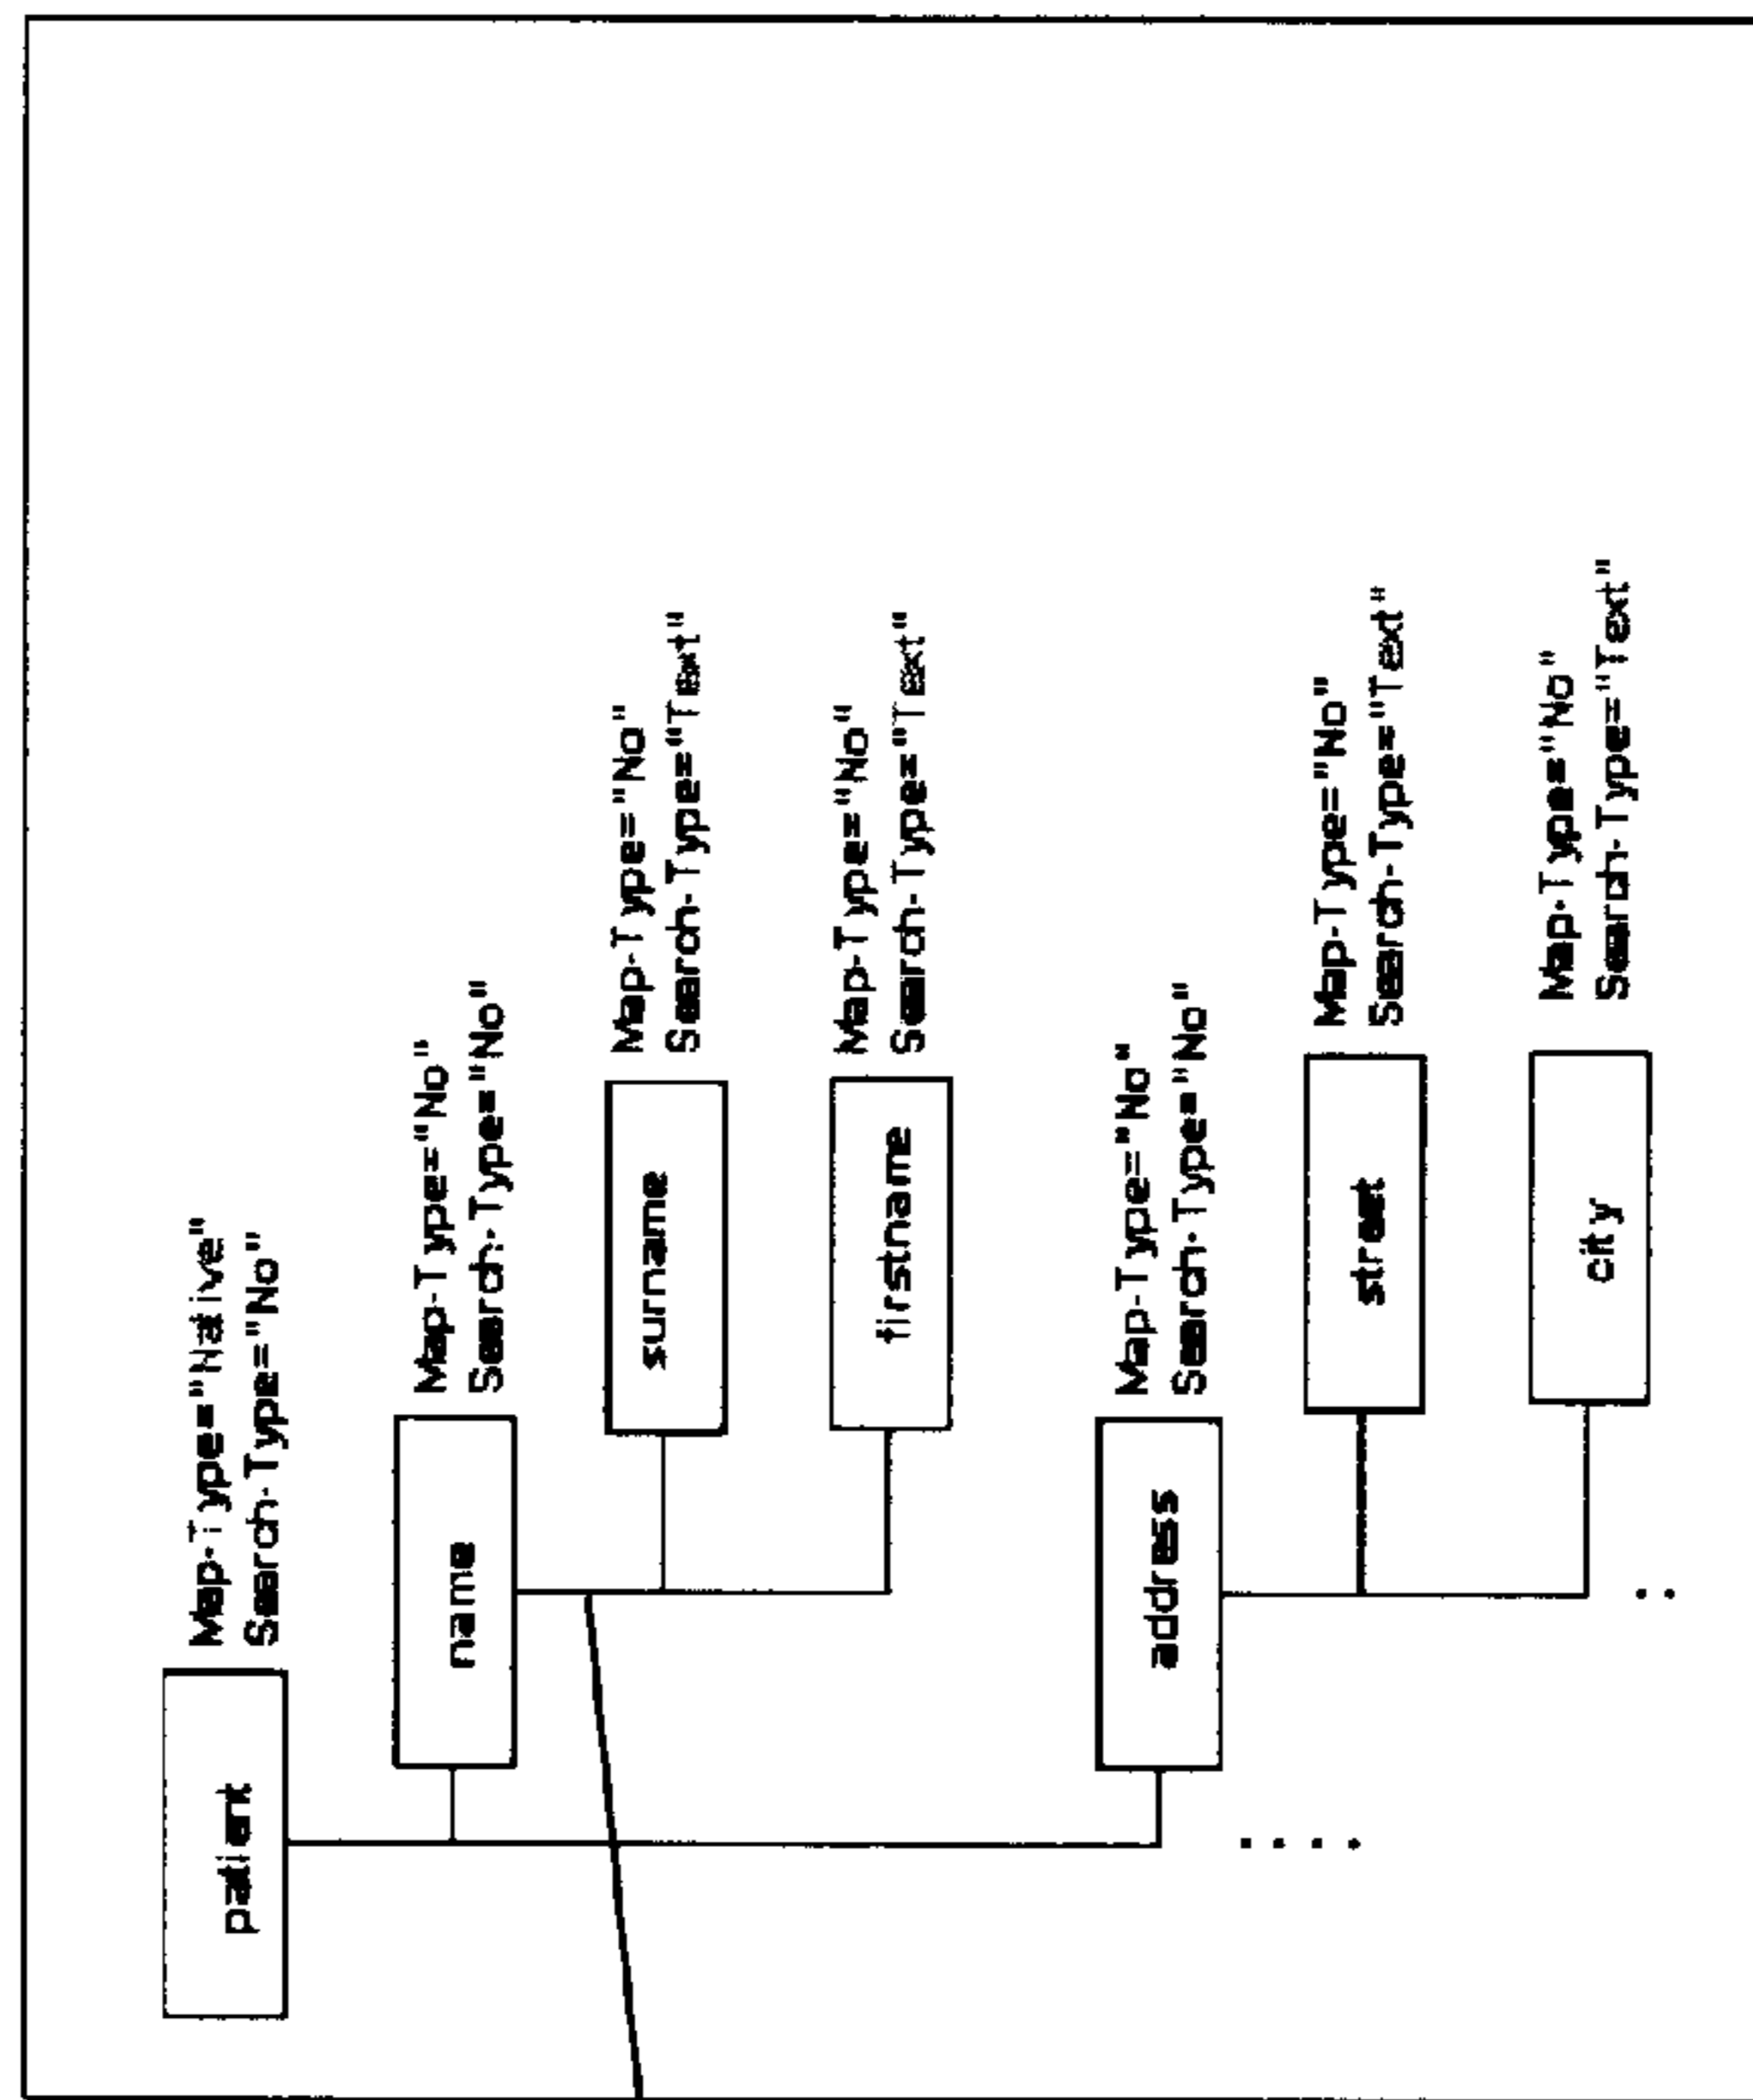 patient
Map-Type="Native"
Search-Type="No"
name
Map-Type="No"
Search-Type="No"
surname
Map-Type="No"
Search-Type="Text"
firstname
Map-Type="No"
Search-Type="Text"
address
Map-Type="No"
Search-Type="No"
street
Map-Type="No"
Search-Type="Text"
city
Map-Type="No"
Search-Type="Text"